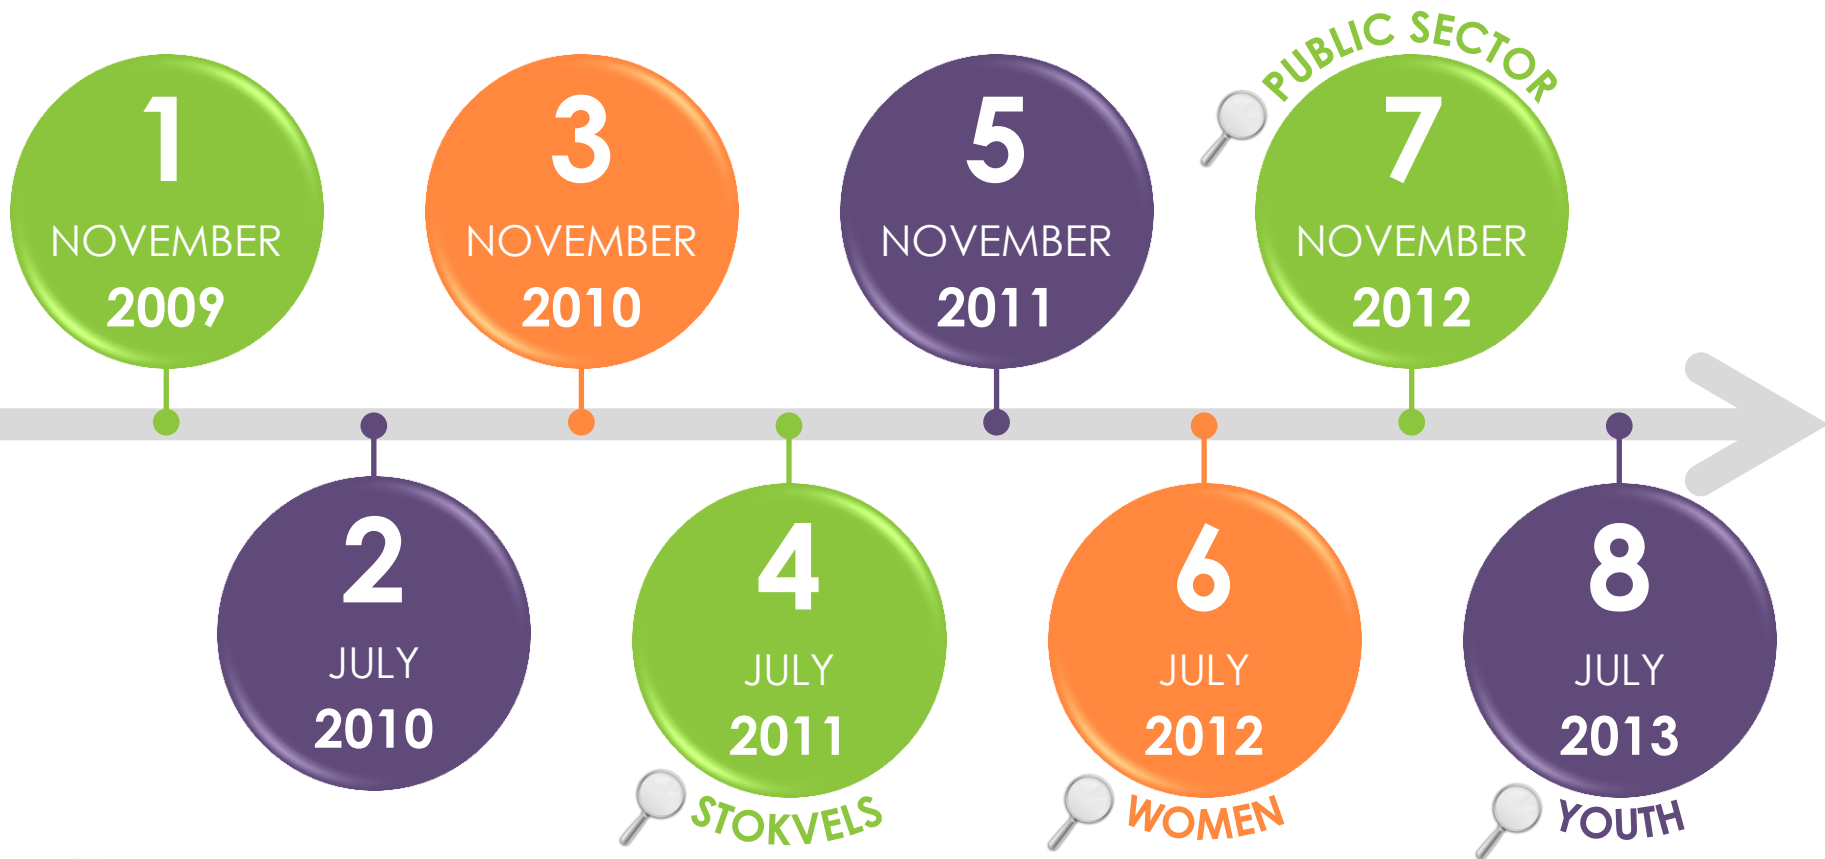 1
NOVEMBER
2009
2
JULY
2010
3
NOVEMBER
2010
4
JULY
2011
STOKVELS
5
NOVEMBER
2011
6
JULY
2012
WOMEN
PUBLIC SECTOR
7
NOVEMBER
2012
8
JULY
2013
YOUTH